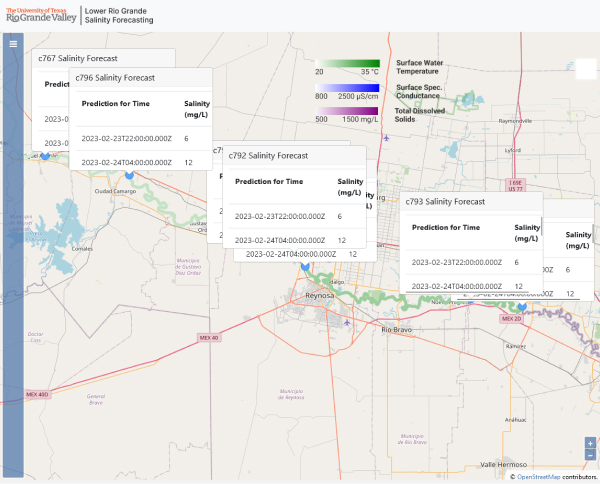 The University of Texas
RioGrandeValley
Lower Rio Grande
Salinity Forecasting
c767 Salinity Forecast
c796 Salinity Forecast
Prediction for Time
Salinity
(mg/L)
2023-02-23T22:00:00.000Z
6
2023-02-24T04:00:00.000Z
12
c792 Salinity Forecast
Prediction for Time
Salinity
(mg/L)
2023-02-23T22:00:00.000Z
6
2023-02-24T04:00:00.000Z
12
2023-02-24T04:00:00.000Z
12
c793 Salinity Forecast
Prediction for Time
Salinity
(mg/L)
2023-02-23T22:00:00.000Z
6
2023-02-24T04:00:00.000Z
12
Salinity
(mg/L)
6
12
20
35 °C
Surface Water
Temperature
800
2500 µS/cm
Surface Spec.
Conductance
500
1500 mg/L
Total Dissolved
Solids
Raymondville
Lyford
I 69E
US 77
Ciudad Camargo
Comales
Municipio
de Gustavo
Díaz Ordaz
Reynosa
Río Bravo
MEX 2D
Ramírez
Doctor
Coss
MEX 40
MEX 40D
General
Bravo
Municipio
de Reynosa
Anáhuac
Municipio
de Río Bravo
Valle Hermoso
+
−
© OpenStreetMap contributors.